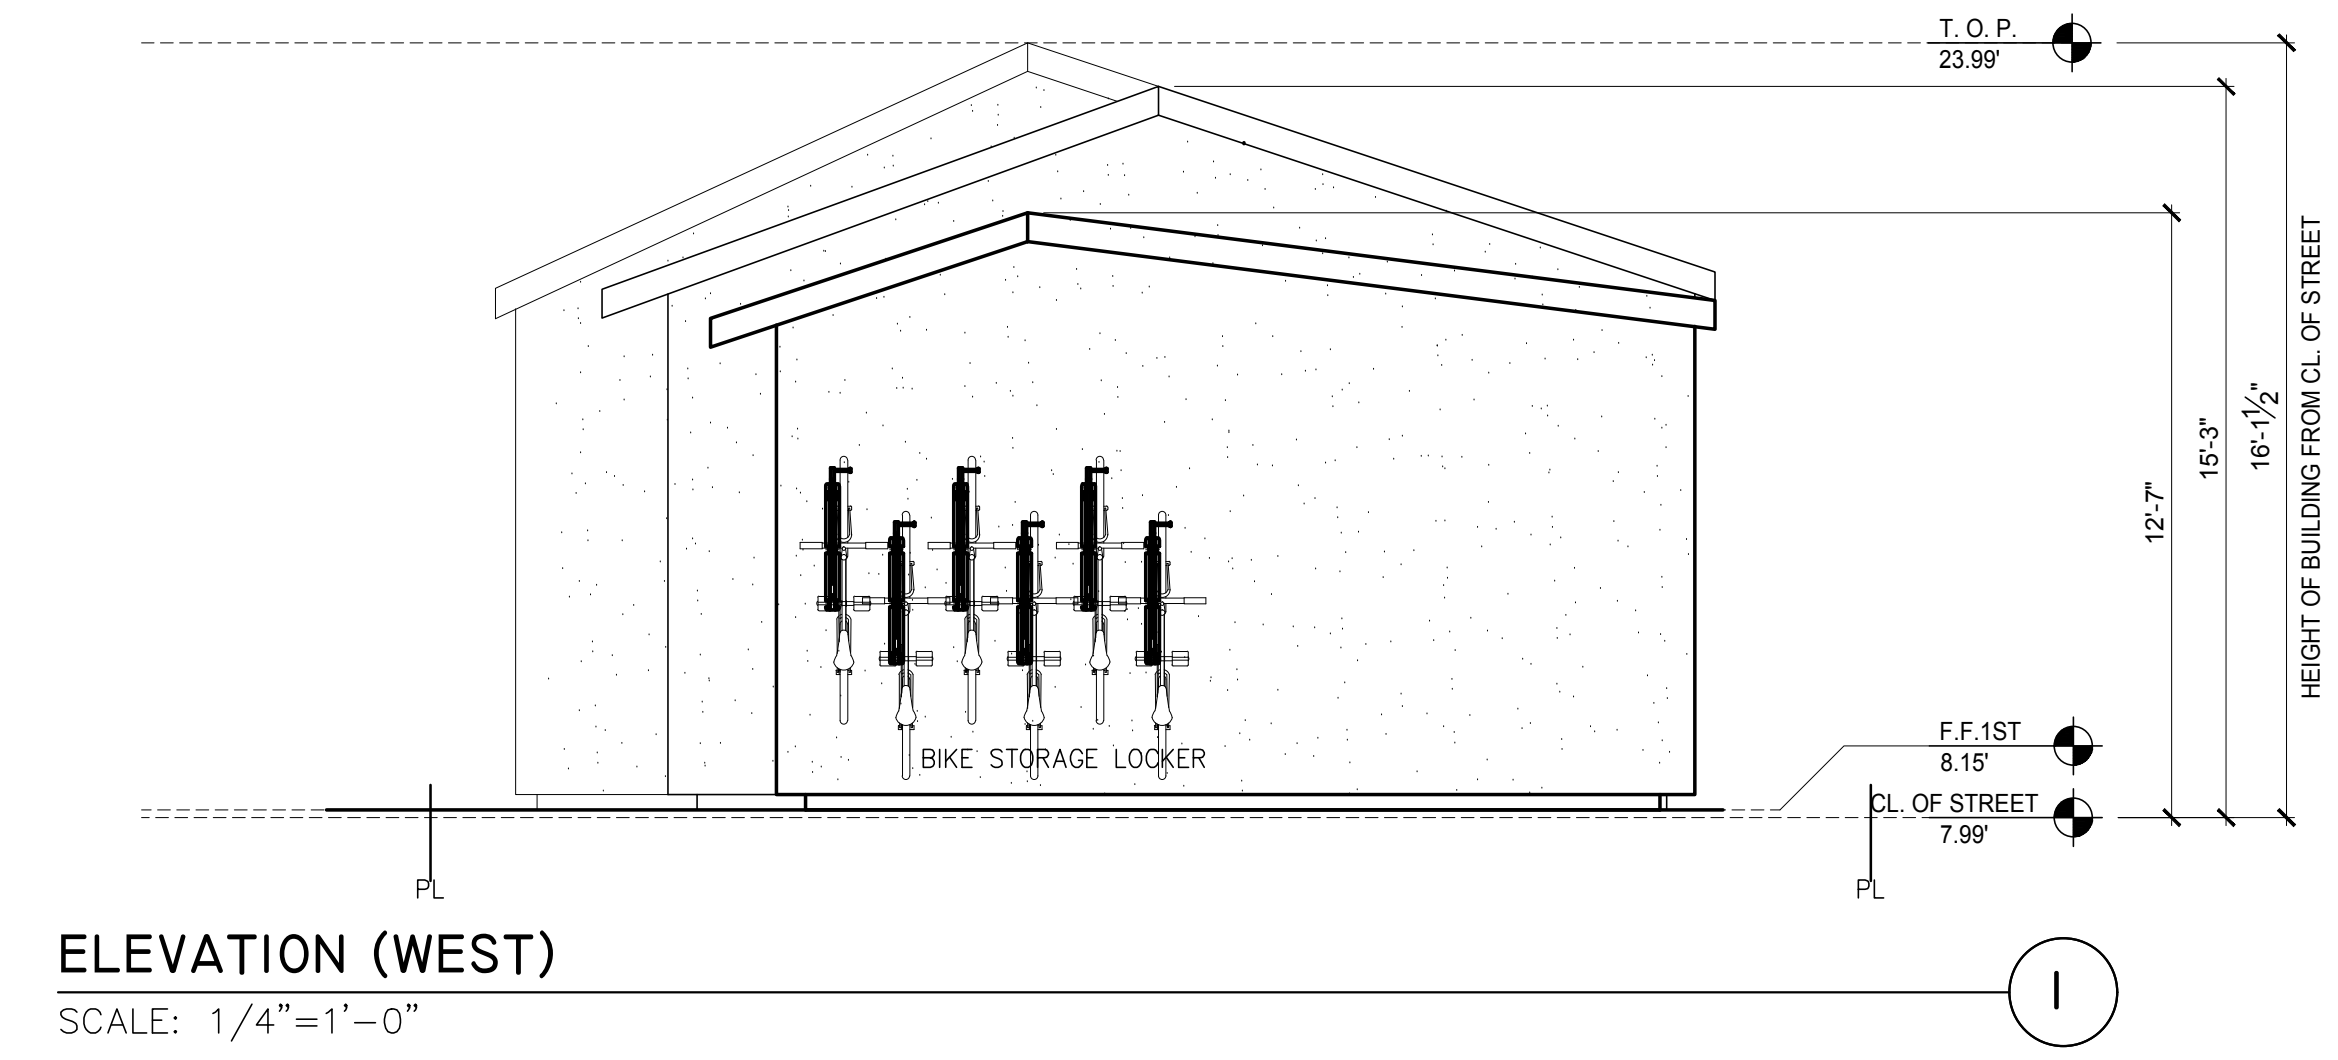 T. O. P.
23.99'
12'-7"
15'-3"
16'-1½"
HEIGHT OF BUILDING FROM CL. OF STREET
BIKE STORAGE LOCKER
F.F.1ST
8.15'
CL. OF STREET
7.99'
PL
PL
ELEVATION (WEST)
1
SCALE: 1/4"=1'-0"